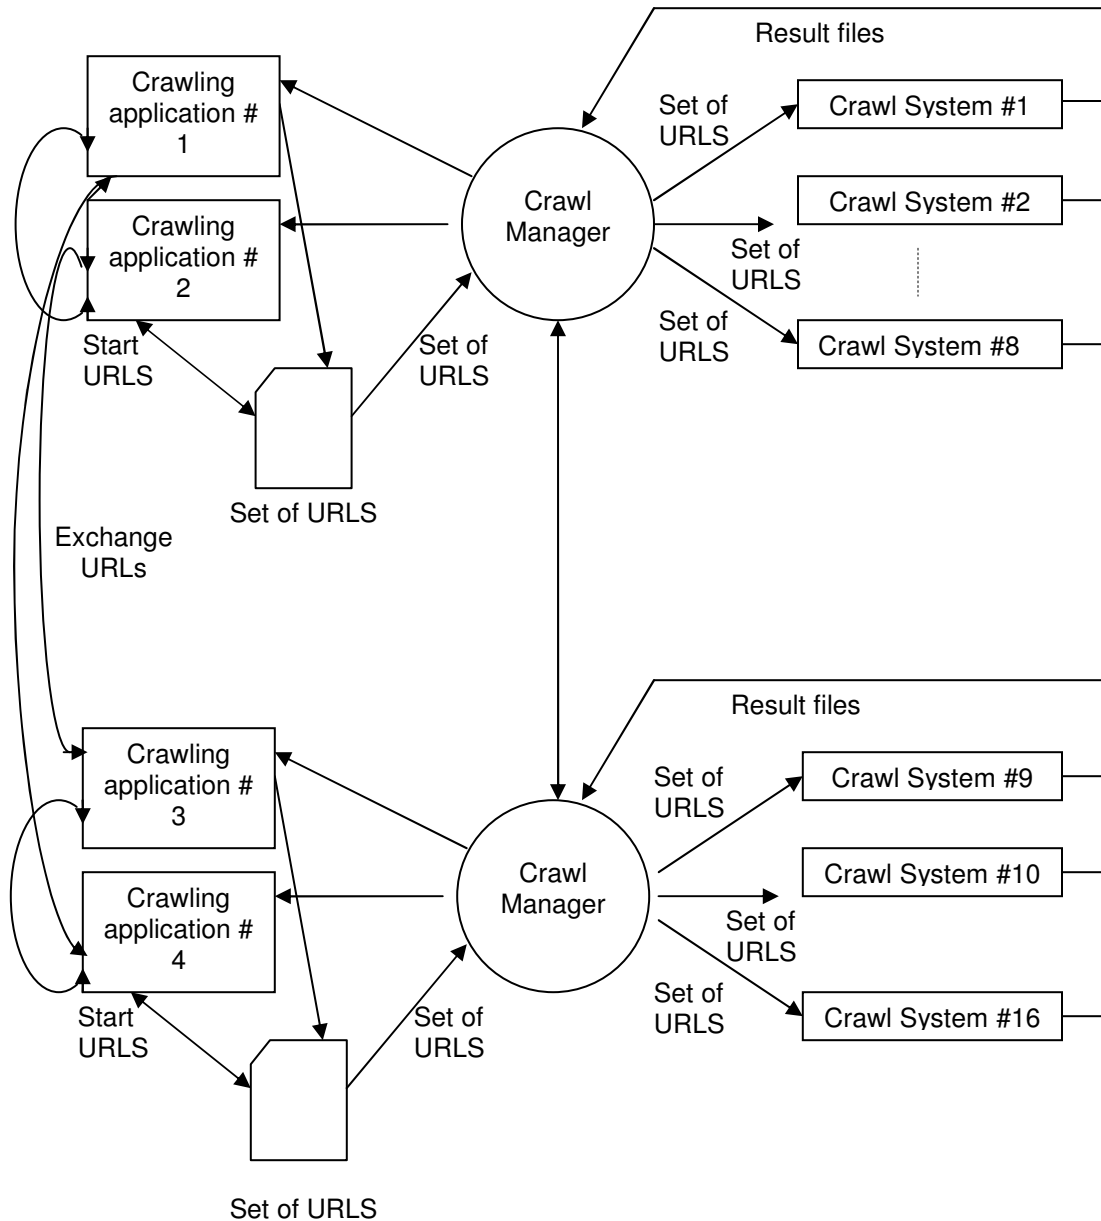 Result files
Crawling
application #
1
Set of
URLS
Crawl System #1
Crawl
Manager
Crawl System #2
Crawling
application #
2
Set of
URLS
Set of
URLS
Crawl System #8
Start
URLS
Set of
URLS
Set of URLS
Exchange
URLs
Result files
Crawling
application #
3
Set of
URLS
Crawl System #9
Crawl
Manager
Crawl System #10
Crawling
application #
4
Set of
URLS
Set of
URLS
Crawl System #16
Start
URLS
Set of
URLS
Set of URLS